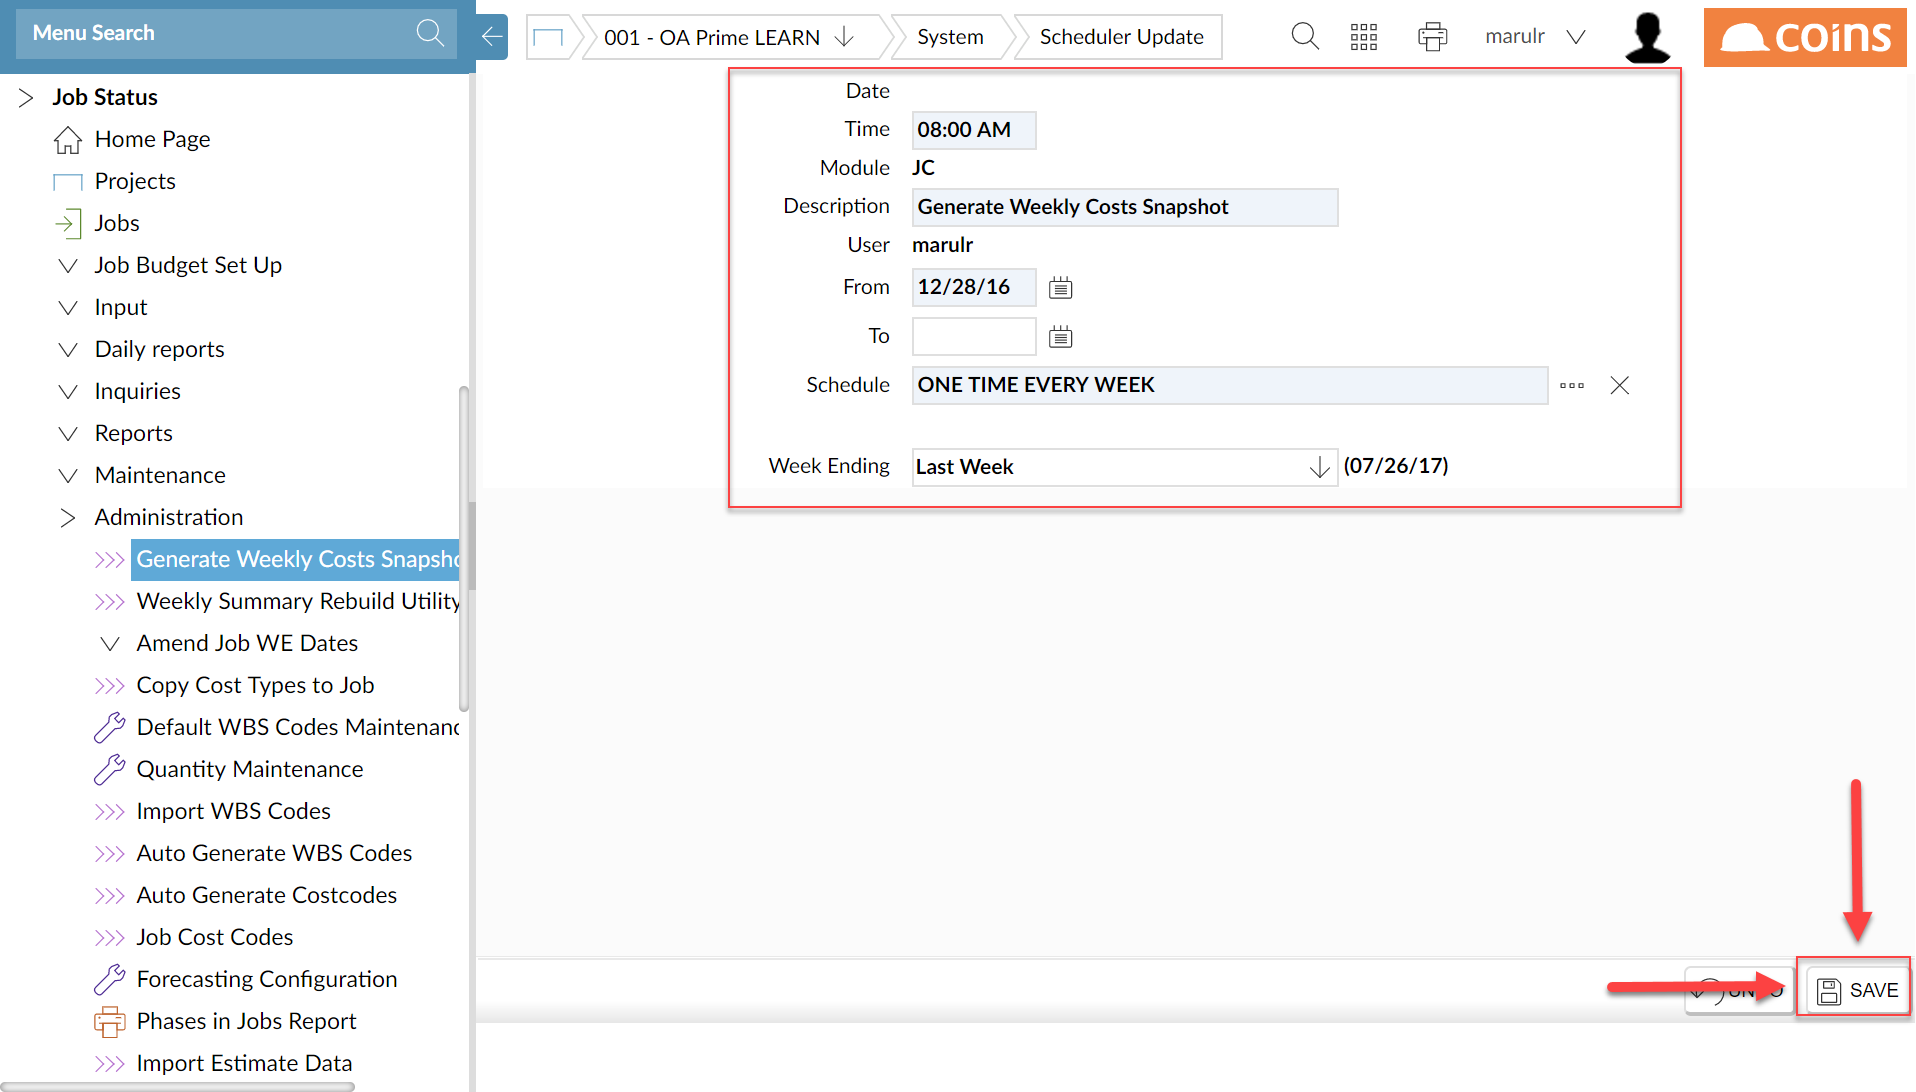 Menu Search
001 - OA Prime LEARN
System
Scheduler Update
marulr
coins
Job Status
Home Page
Projects
Jobs
Job Budget Set Up
Input
Daily reports
Inquiries
Reports
Maintenance
Administration
Generate Weekly Costs Snapsho
Weekly Summary Rebuild Utility
Amend Job WE Dates
Copy Cost Types to Job
Default WBS Codes Maintenanc
Quantity Maintenance
Import WBS Codes
Auto Generate WBS Codes
Auto Generate Costcodes
Job Cost Codes
Forecasting Configuration
Phases in Jobs Report
Import Estimate Data
Date
Time 08:00 AM
Module JC
Description Generate Weekly Costs Snapshot
User marulr
From 12/28/16
To
Schedule ONE TIME EVERY WEEK
Week Ending Last Week (07/26/17)
UNDO
SAVE